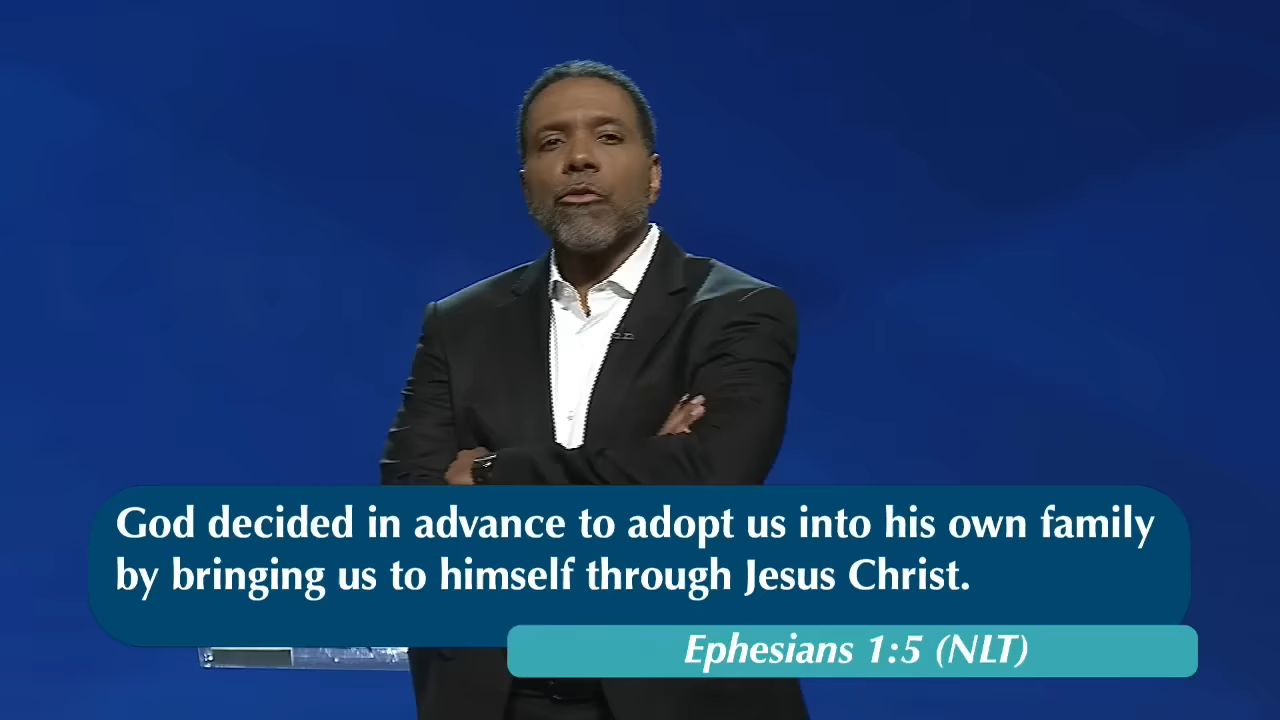 God decided in advance to adopt us into his own family
by bringing us to himself through Jesus Christ.
Ephesians 1:5 (NLT)